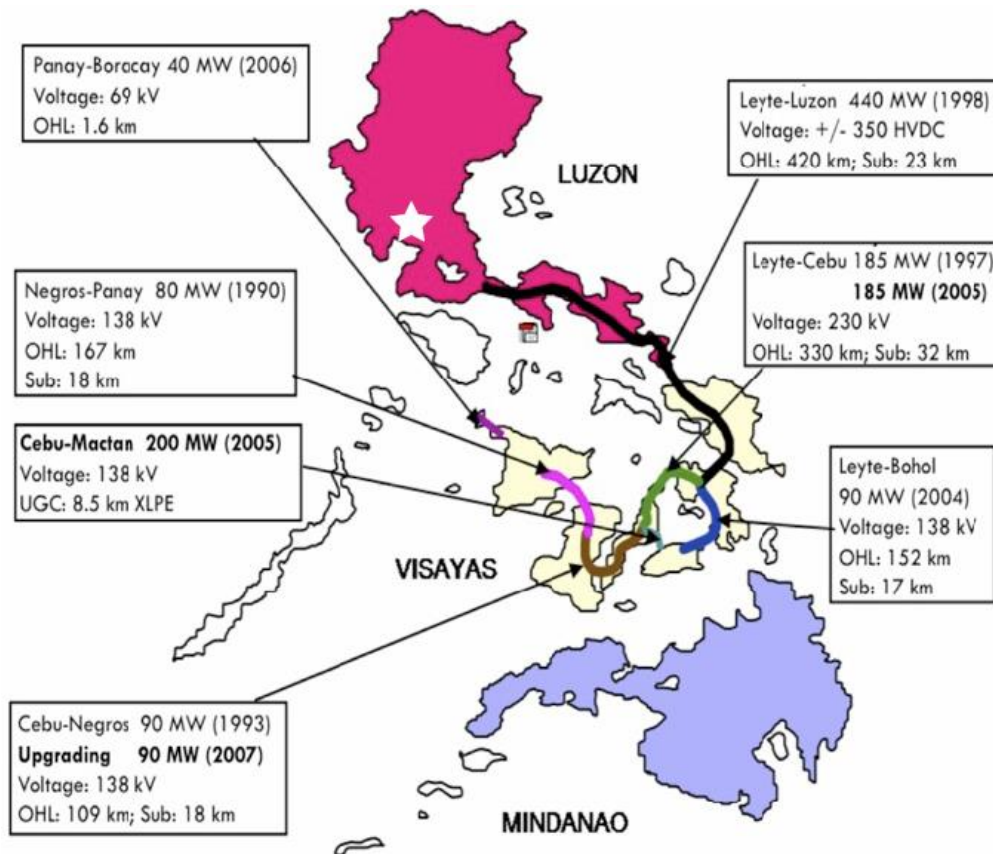 Panay-Boracay 40 MW (2006)
Voltage: 69 kV
OHL: 1.6 km
Leyte-Luzon 440 MW (1998)
Voltage: +/- 350 HVDC
OHL: 420 km; Sub: 23 km
LUZON
Negros-Panay 80 MW (1990)
Voltage: 138 kV
OHL: 167 km
Sub: 18 km
Leyte-Cebu 185 MW (1997)
185 MW (2005)
Voltage: 230 kV
OHL: 330 km; Sub: 32 km
Cebu-Mactan 200 MW (2005)
Voltage: 138 kV
UGC: 8.5 km XLPE
Leyte-Bohol
90 MW (2004)
Voltage: 138 kV
OHL: 152 km
Sub: 17 km
VISAYAS
Cebu-Negros 90 MW (1993)
Upgrading 90 MW (2007)
Voltage: 138 kV
OHL: 109 km; Sub: 18 km
MINDANAO